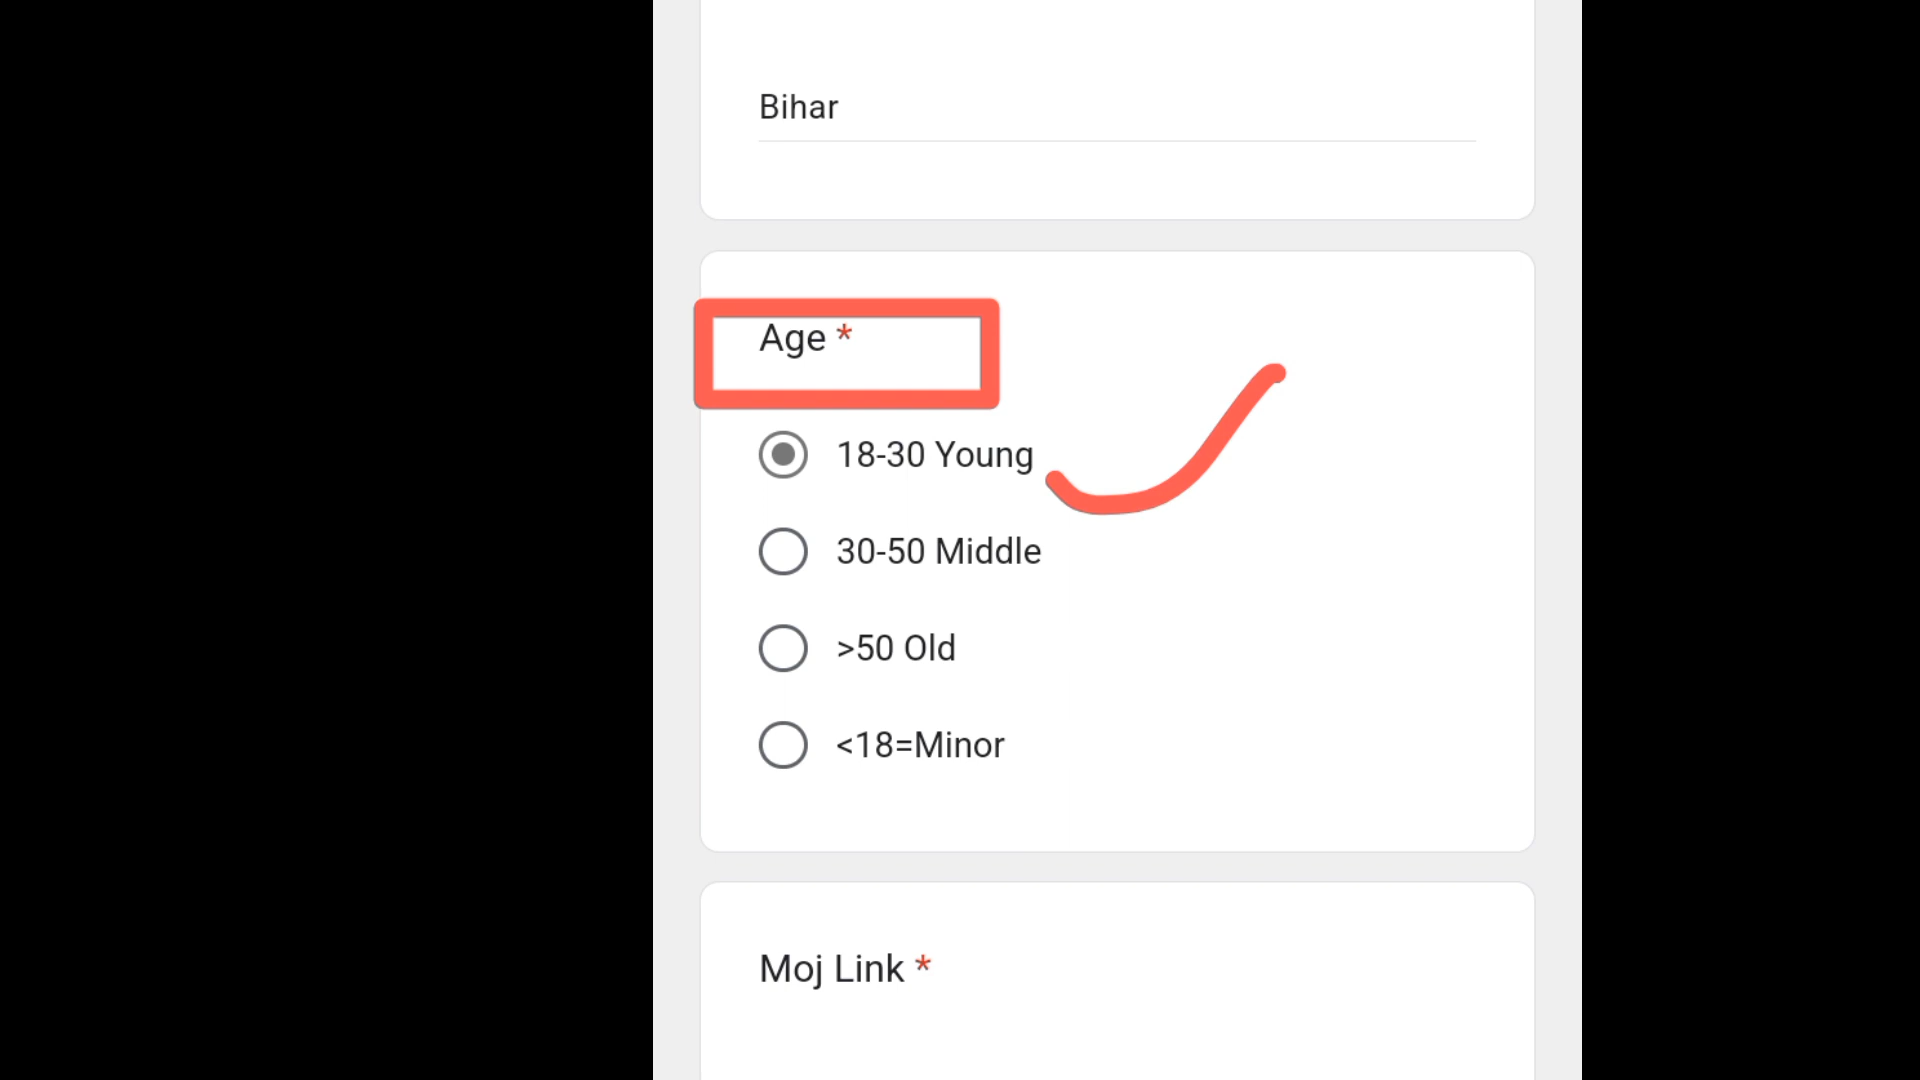 Bihar
Age *
18-30 Young
30-50 Middle
>50 Old
<18=Minor
Moj Link *